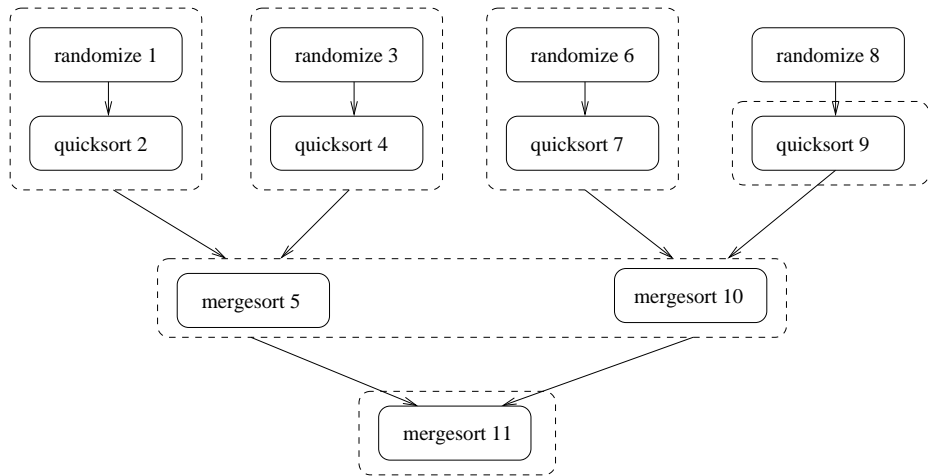 randomize 1
randomize 3
randomize 6
randomize 8
quicksort 2
quicksort 4
quicksort 7
quicksort 9
mergesort 5
mergesort 10
mergesort 11